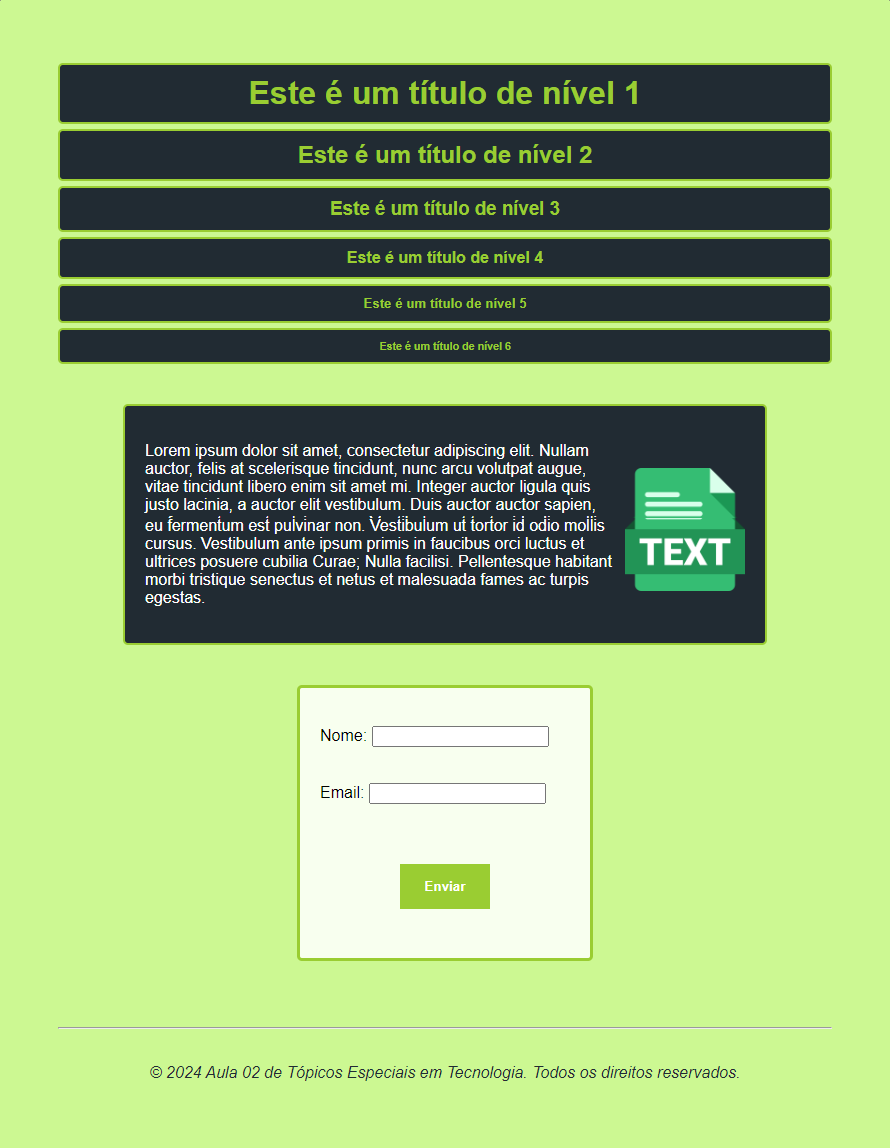 Este é um título de nível 1
Este é um título de nível 2
Este é um título de nível 3
Este é um título de nível 4
Este é um título de nível 5
Este é um título de nível 6
Lorem ipsum dolor sit amet, consectetur adipiscing elit. Nullam
auctor, felis at scelerisque tincidunt, nunc arcu volutpat augue,
vitae tincidunt libero enim sit amet mi. Integer auctor ligula quis
justo lacinia, a auctor elit vestibulum. Duis auctor auctor sapien,
eu fermentum est pulvinar non. Vestibulum ut tortor id odio mollis
cursus. Vestibulum ante ipsum primis in faucibus orci luctus et
ultrices posuere cubilia Curae; Nulla facilisi. Pellentesque habitant
morbi tristique senectus et netus et malesuada fames ac turpis
egestas.
TEXT
Nome:
Email:
Enviar
© 2024 Aula 02 de Tópicos Especiais em Tecnologia. Todos os direitos reservados.